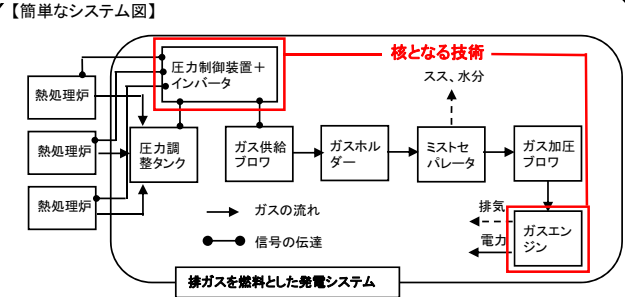 【簡単なシステム図】
核となる技術
圧力制御装置＋
インバータ
スス、水分
熱処理炉
熱処理炉
熱処理炉
圧力調
整タンク
ガス供給
ブロワ
ガスホル
ダー
ミストセ
パレータ
ガス加圧
ブロワ
排気
電力
ガスエン
ジン
ガスの流れ
信号の伝達
排ガスを燃料とした発電システム